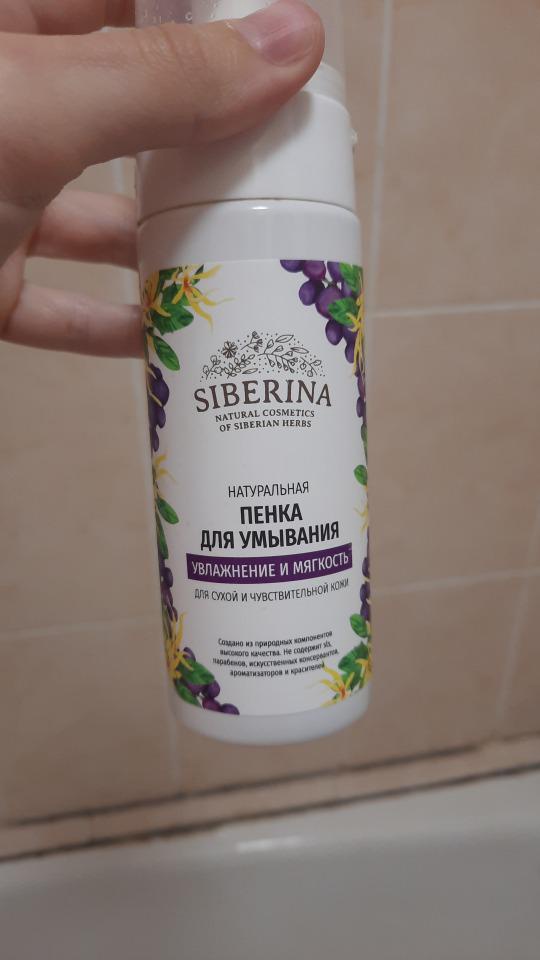 SIBERINA
NATURAL COSMETICS
OF SIBERIAN HERBS
НАТУРАЛЬНАЯ
ПЕНКА
ДЛЯ УМЫВАНИЯ
УВЛАЖНЕНИЕ И МЯГКОСТЬ
ДЛЯ СУХОЙ И ЧУВСТВИТЕЛЬНОЙ КОЖИ
Создано из природных компонентов
высокого качества. Не содержит sls,
парабенов, искусственных консервантов,
ароматизаторов и красителей